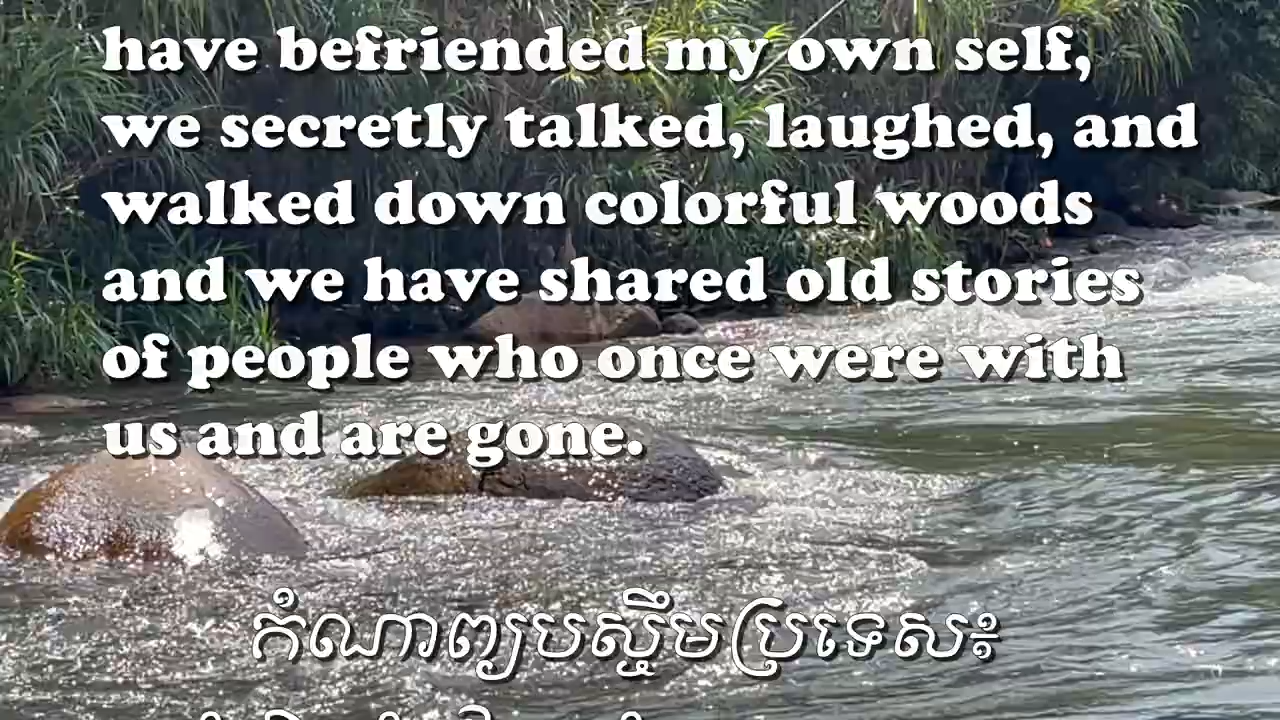 have befriended my own self,
we secretly talked, laughed, and
walked down colorful woods
and we have shared old stories
of people who once were with
us and are gone.
កំណាព្យបស្ចឹមប្រទេស៖